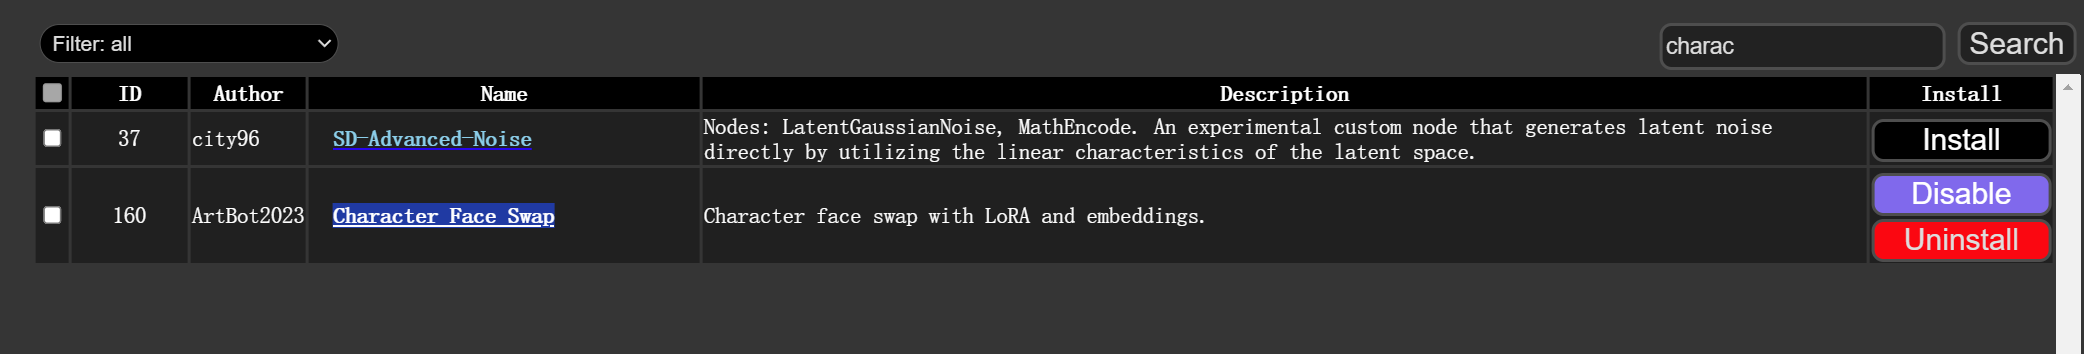 Filter: all
charac
Search
ID Author Name Description Install
37 city96 SD-Advanced-Noise Nodes: LatentGaussianNoise, MathEncode. An experimental custom node that generates latent noise
directly by utilizing the linear characteristics of the latent space.
Install
160 ArtBot2023 Character Face Swap Character face swap with LoRA and embeddings.
Disable
Uninstall